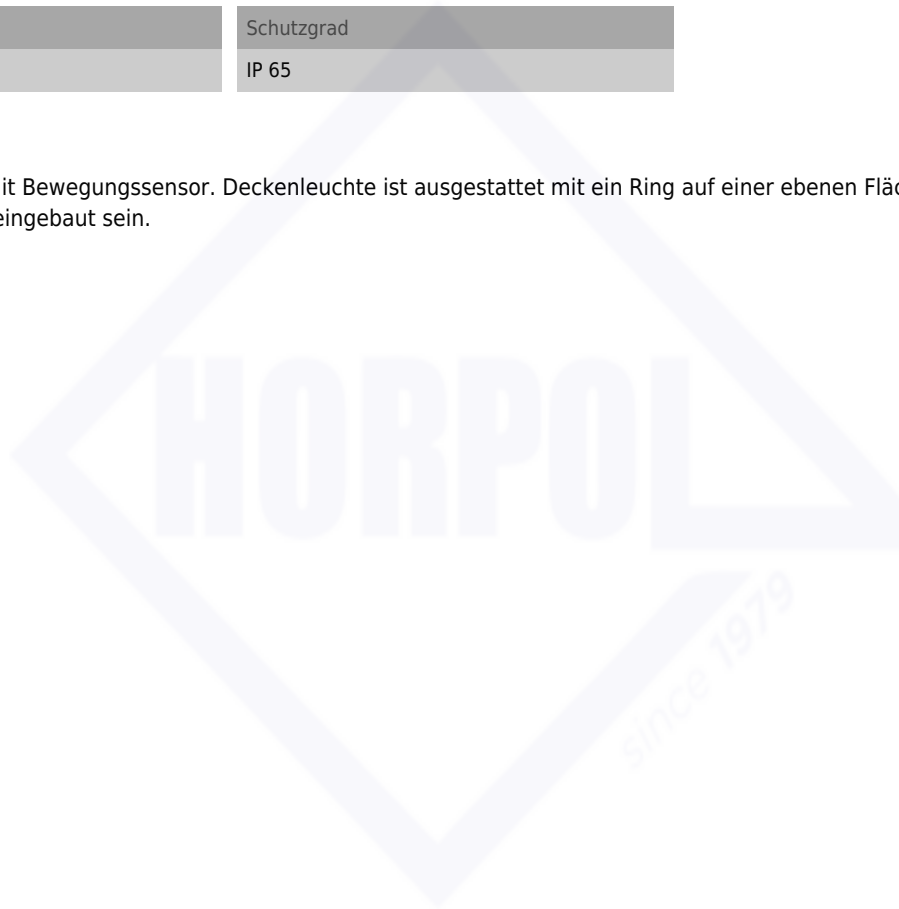 Schutzgrad
IP 65
it Bewegungssensor. Deckenleuchte ist ausgestattet mit ein Ring auf einer ebenen
eingebaut sein.
HORPOL
since 1979